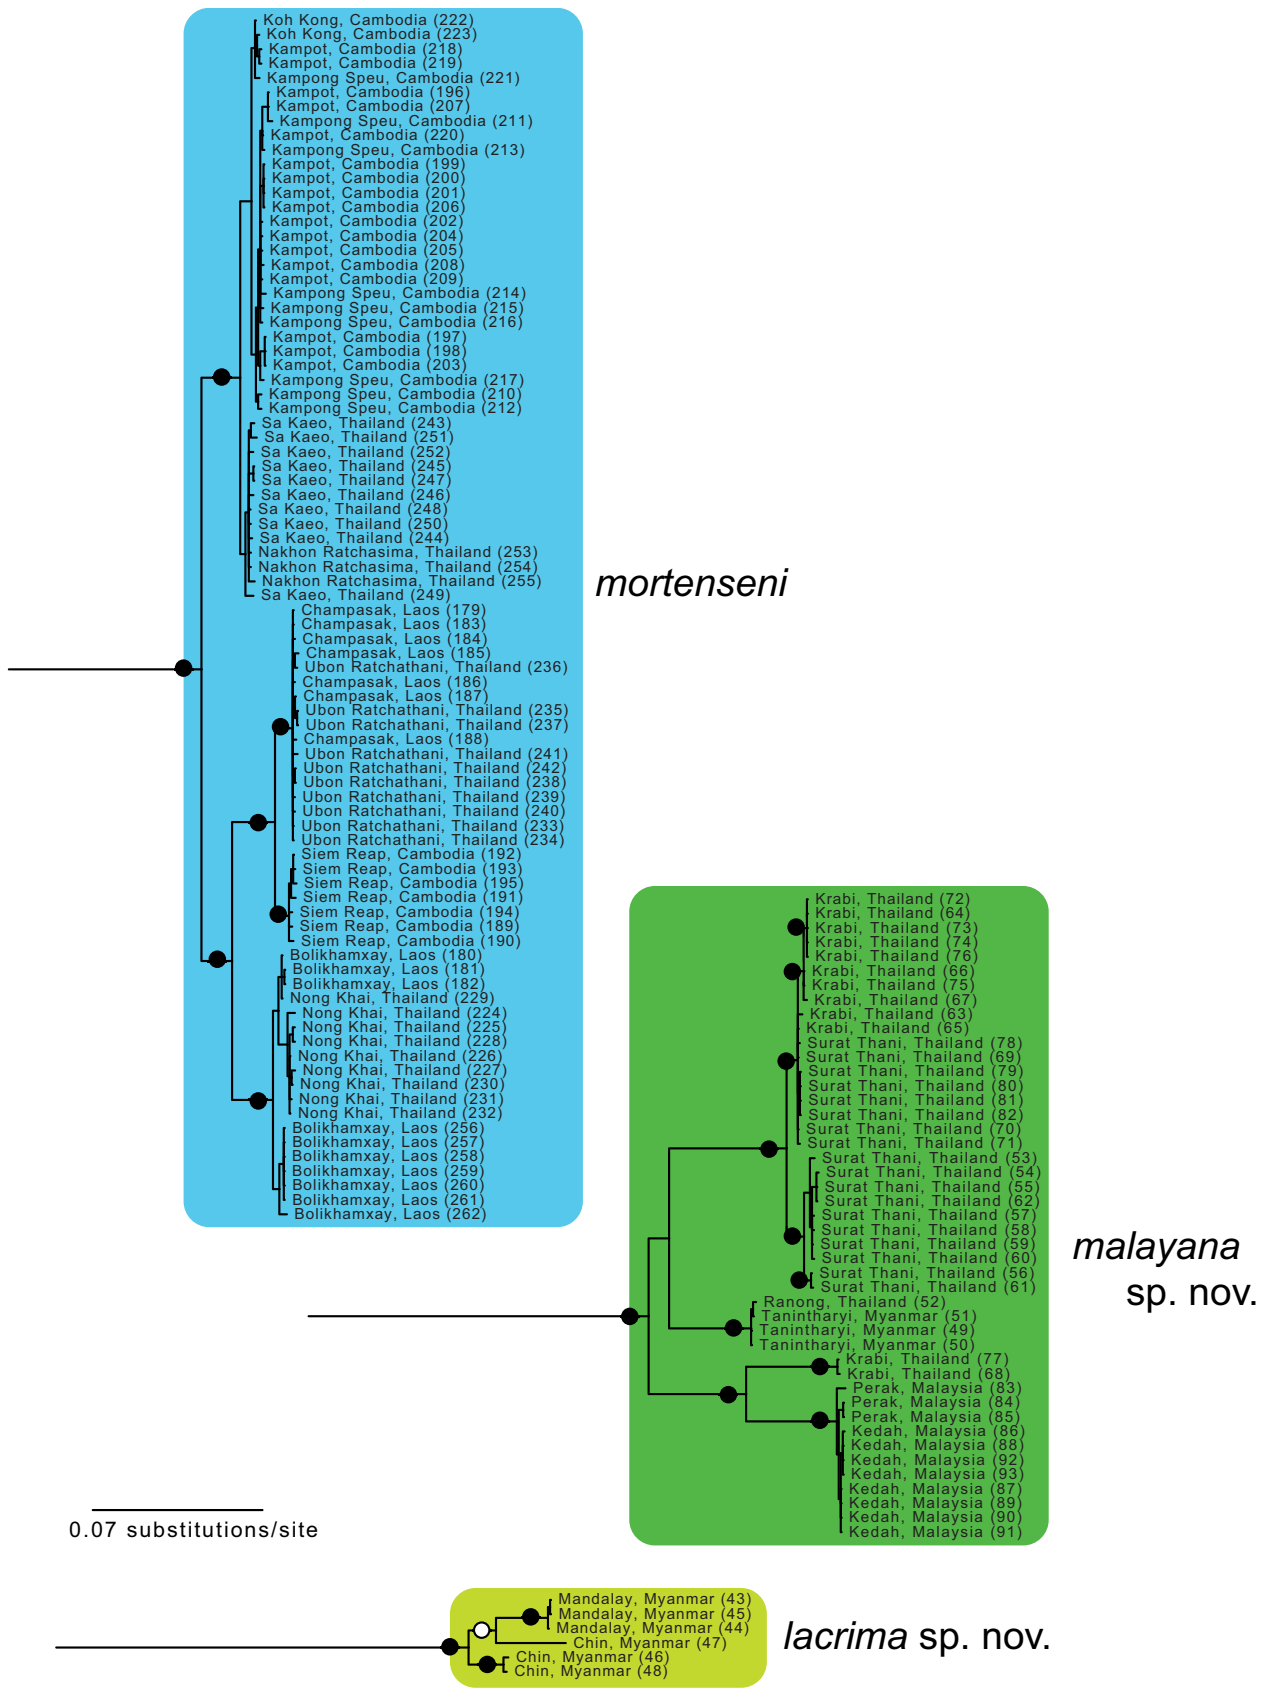 Koh Kong, Cambodia (222)
Koh Kong, Cambodia (223)
Kampot, Cambodia (218)
Kampot, Cambodia (219)
Kampong Speu, Cambodia (221)
Kampot, Cambodia (196)
Kampot, Cambodia (207)
Kampong Speu, Cambodia (211)
Kampot, Cambodia (220)
Kampong Speu, Cambodia (213)
Kampot, Cambodia (199)
Kampot, Cambodia (200)
Kampot, Cambodia (201)
Kampot, Cambodia (206)
Kampot, Cambodia (202)
Kampot, Cambodia (204)
Kampot, Cambodia (205)
Kampot, Cambodia (208)
Kampot, Cambodia (209)
Kampong Speu, Cambodia (214)
Kampong Speu, Cambodia (215)
Kampong Speu, Cambodia (216)
Kampot, Cambodia (197)
Kampot, Cambodia (198)
Kampot, Cambodia (203)
Kampong Speu, Cambodia (217)
Kampong Speu, Cambodia (210)
Kampong Speu, Cambodia (212)
Sa Kaeo, Thailand (243)
Sa Kaeo, Thailand (251)
Sa Kaeo, Thailand (252)
Sa Kaeo, Thailand (245)
Sa Kaeo, Thailand (247)
Sa Kaeo, Thailand (246)
Sa Kaeo, Thailand (248)
Sa Kaeo, Thailand (250)
Sa Kaeo, Thailand (244)
Nakhon Ratchasima, Thailand (253)
Nakhon Ratchasima, Thailand (254)
Nakhon Ratchasima, Thailand (255)
Sa Kaeo, Thailand (249)
Champasak, Laos (179)
Champasak, Laos (183)
Champasak, Laos (184)
Champasak, Laos (185)
Ubon Ratchathani, Thailand (236)
Champasak, Laos (186)
Champasak, Laos (187)
Ubon Ratchathani, Thailand (235)
Ubon Ratchathani, Thailand (237)
Champasak, Laos (188)
Ubon Ratchathani, Thailand (241)
Ubon Ratchathani, Thailand (242)
Ubon Ratchathani, Thailand (238)
Ubon Ratchathani, Thailand (239)
Ubon Ratchathani, Thailand (240)
Ubon Ratchathani, Thailand (233)
Ubon Ratchathani, Thailand (234)
Siem Reap, Cambodia (192)
Siem Reap, Cambodia (193)
Siem Reap, Cambodia (195)
Siem Reap, Cambodia (191)
Siem Reap, Cambodia (194)
Siem Reap, Cambodia (189)
Siem Reap, Cambodia (190)
Bolikhamxay, Laos (180)
Bolikhamxay, Laos (181)
Bolikhamxay, Laos (182)
Nong Khai, Thailand (229)
Nong Khai, Thailand (224)
Nong Khai, Thailand (225)
Nong Khai, Thailand (228)
Nong Khai, Thailand (226)
Nong Khai, Thailand (227)
Nong Khai, Thailand (230)
Nong Khai, Thailand (231)
Nong Khai, Thailand (232)
Bolikhamxay, Laos (256)
Bolikhamxay, Laos (257)
Bolikhamxay, Laos (258)
Bolikhamxay, Laos (259)
Bolikhamxay, Laos (260)
Bolikhamxay, Laos (261)
Bolikhamxay, Laos (262)
mortenseni
Krabi, Thailand (72)
Krabi, Thailand (64)
Krabi, Thailand (73)
Krabi, Thailand (74)
Krabi, Thailand (76)
Krabi, Thailand (66)
Krabi, Thailand (75)
Krabi, Thailand (67)
Krabi, Thailand (63)
Krabi, Thailand (65)
Surat Thani, Thailand (78)
Surat Thani, Thailand (69)
Surat Thani, Thailand (79)
Surat Thani, Thailand (80)
Surat Thani, Thailand (81)
Surat Thani, Thailand (82)
Surat Thani, Thailand (70)
Surat Thani, Thailand (71)
Surat Thani, Thailand (53)
Surat Thani, Thailand (54)
Surat Thani, Thailand (55)
Surat Thani, Thailand (62)
Surat Thani, Thailand (57)
Surat Thani, Thailand (58)
Surat Thani, Thailand (59)
Surat Thani, Thailand (60)
Surat Thani, Thailand (56)
Surat Thani, Thailand (61)
Ranong, Thailand (52)
Tanintharyi, Myanmar (51)
Tanintharyi, Myanmar (49)
Tanintharyi, Myanmar (50)
Krabi, Thailand (77)
Krabi, Thailand (68)
Perak, Malaysia (83)
Perak, Malaysia (84)
Perak, Malaysia (85)
Kedah, Malaysia (86)
Kedah, Malaysia (88)
Kedah, Malaysia (92)
Kedah, Malaysia (93)
Kedah, Malaysia (87)
Kedah, Malaysia (89)
Kedah, Malaysia (90)
Kedah, Malaysia (91)
malayana
sp. nov.
0.07 substitutions/site
Mandalay, Myanmar (43)
Mandalay, Myanmar (45)
Mandalay, Myanmar (44)
Chin, Myanmar (47)
Chin, Myanmar (46)
Chin, Myanmar (48)
lacrima sp. nov.